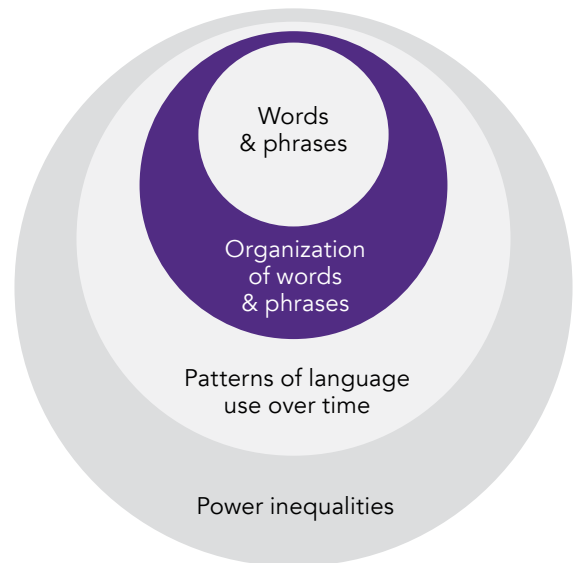 Words
& phrases
Organization
of words
& phrases
Patterns of language
use over time
Power inequalities